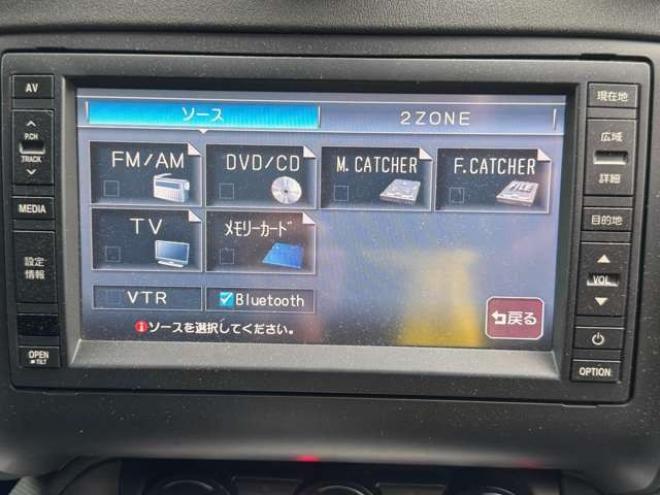 AV
P.CH
TRACK
MEDIA
設定
情報
OPEN
TILT
ソース
2ZONE
FM/AM
DVD/CD
M.CATCHER
F.CATCHER
FILE
TV
メモリーカード
VTR
Bluetooth
ソースを選択してください。
戻る
現在地
広域
詳細
目的地
VOL
OPTION